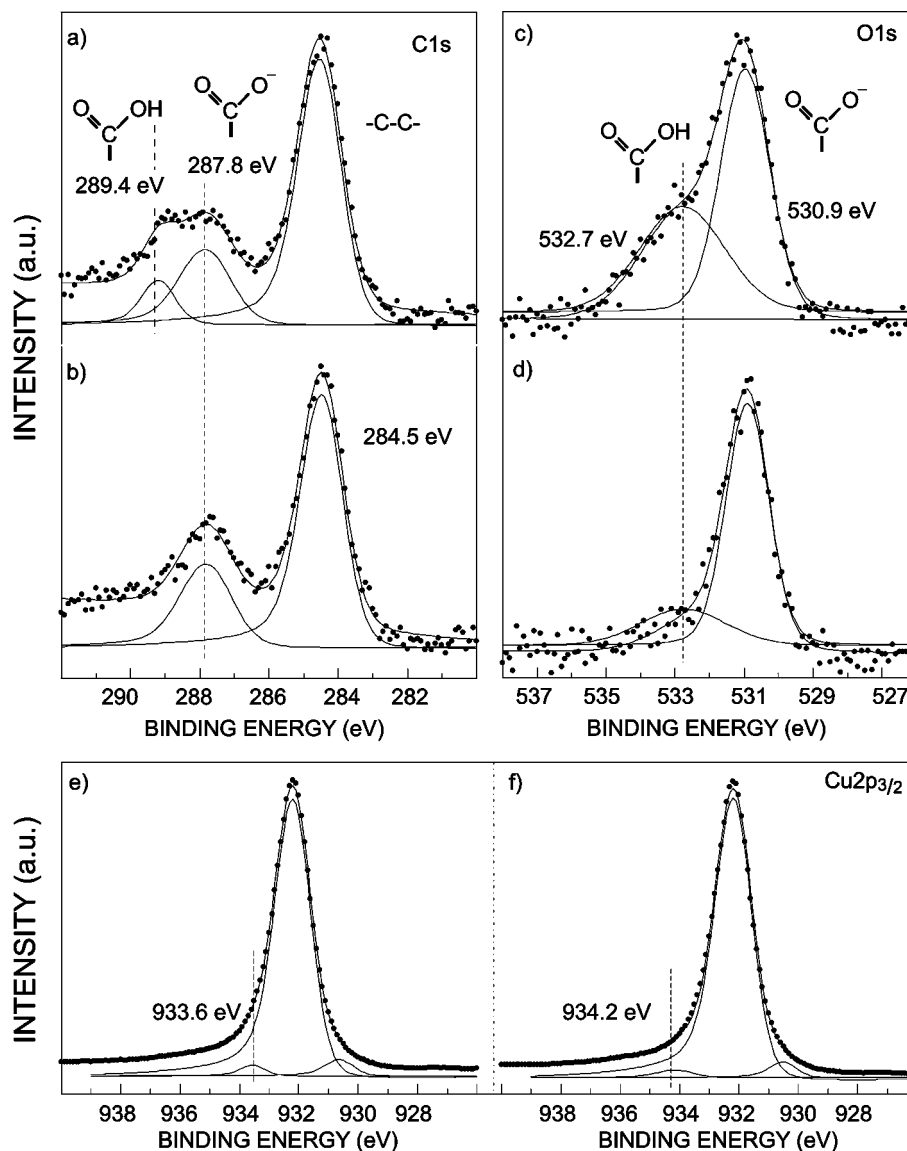 a) C1s
O O⁻
C
O OH
C
-C-C-
287.8 eV
289.4 eV
c) O1s
O O⁻
C
O OH
C
530.9 eV
532.7 eV
INTENSITY (a.u.)
b)
284.5 eV
d)
290 288 286 284 282
BINDING ENERGY (eV)
537 535 533 531 529 527
BINDING ENERGY (eV)
e)
933.6 eV
f) Cu2p3/2
934.2 eV
INTENSITY (a.u.)
938 936 934 932 930
BINDING ENERGY (eV)
938 936 934 932 930
BINDING ENERGY (eV)